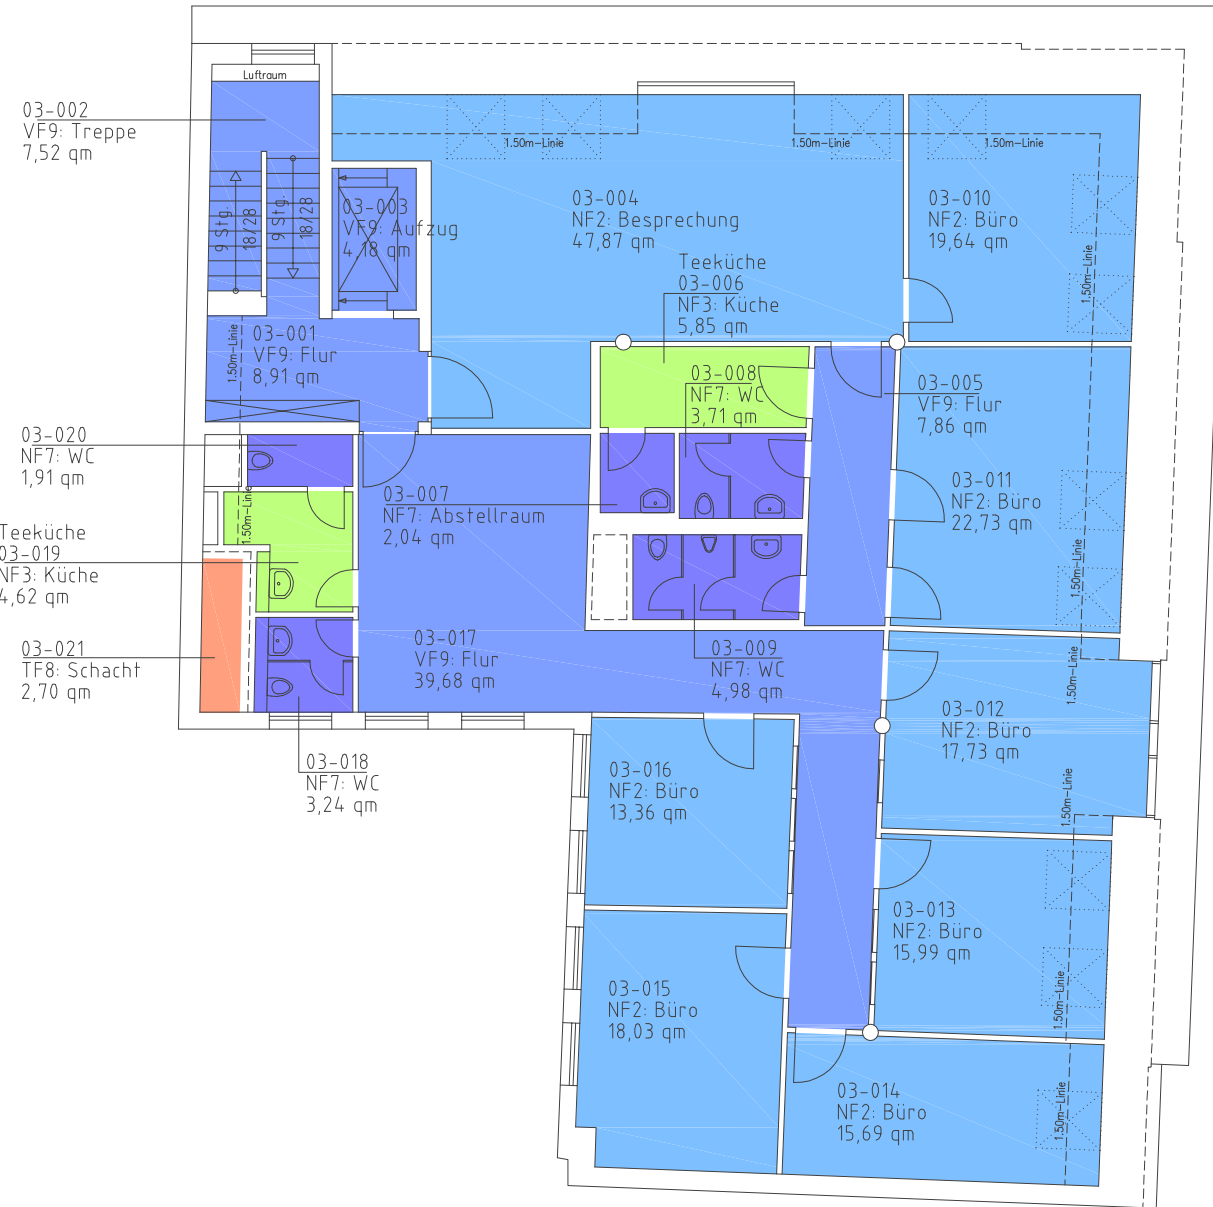 Luftraum
03-002
VF9: Treppe
7,52 qm
9 Stg.
18/28
9 Stg.
18/28
03-003
VF9: Aufzug
4,18 qm
1.50m-Linie
1.50m-Linie
1.50m-Linie
03-004
NF2: Besprechung
47,87 qm
03-010
NF2: Büro
19,64 qm
1.50m-Linie
Teeküche
03-006
NF3: Küche
5,85 qm
03-001
VF9: Flur
8,91 qm
1.50m-Linie
03-008
NF7: WC
3,71 qm
03-005
VF9: Flur
7,86 qm
03-020
NF7: WC
1,91 qm
03-007
NF7: Abstellraum
2,04 qm
03-011
NF2: Büro
22,73 qm
1.50m-Linie
1.50m-Linie
Teeküche
03-019
NF3: Küche
4,62 qm
03-021
TF8: Schacht
2,70 qm
03-017
VF9: Flur
39,68 qm
03-009
NF7: WC
4,98 qm
1.50m-Linie
03-012
NF2: Büro
17,73 qm
03-018
NF7: WC
3,24 qm
03-016
NF2: Büro
13,36 qm
1.50m-Linie
03-013
NF2: Büro
15,99 qm
03-015
NF2: Büro
18,03 qm
1.50m-Linie
03-014
NF2: Büro
15,69 qm
1.50m-Linie